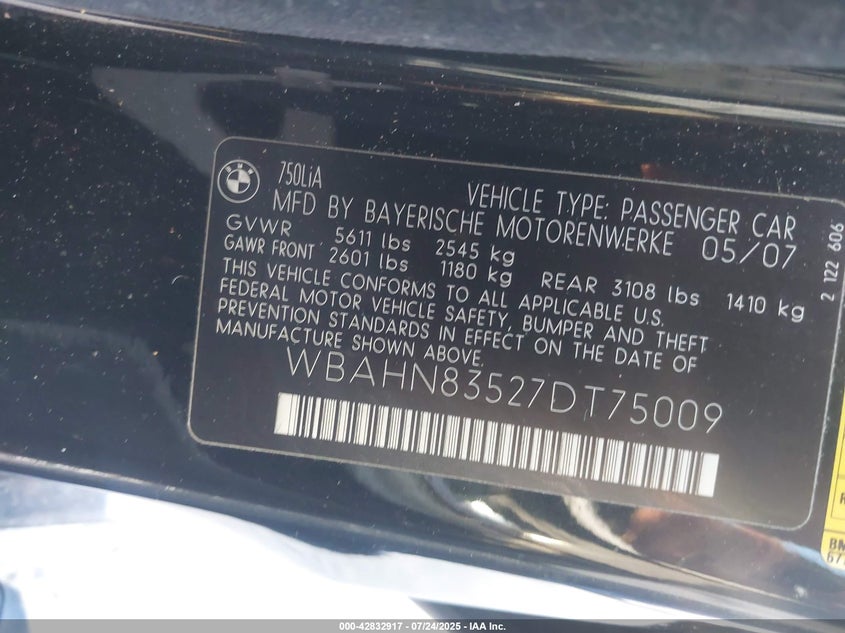 BMW
750LiA
VEHICLE TYPE: PASSENGER CAR
MFD BY BAYERISCHE MOTORENWERKE 05/07
GVWR 5611 lbs 2545 kg
GAWR FRONT 2601 lbs 1180 kg REAR 3108 lbs 1410 kg
THIS VEHICLE CONFORMS TO ALL APPLICABLE U.S.
FEDERAL MOTOR VEHICLE SAFETY, BUMPER AND THEFT
PREVENTION STANDARDS IN EFFECT ON THE DATE OF
MANUFACTURE SHOWN ABOVE.
WBAHN83527DT75009
2 122 606
000-42832917 - 07/24/2025 - IAA Inc.